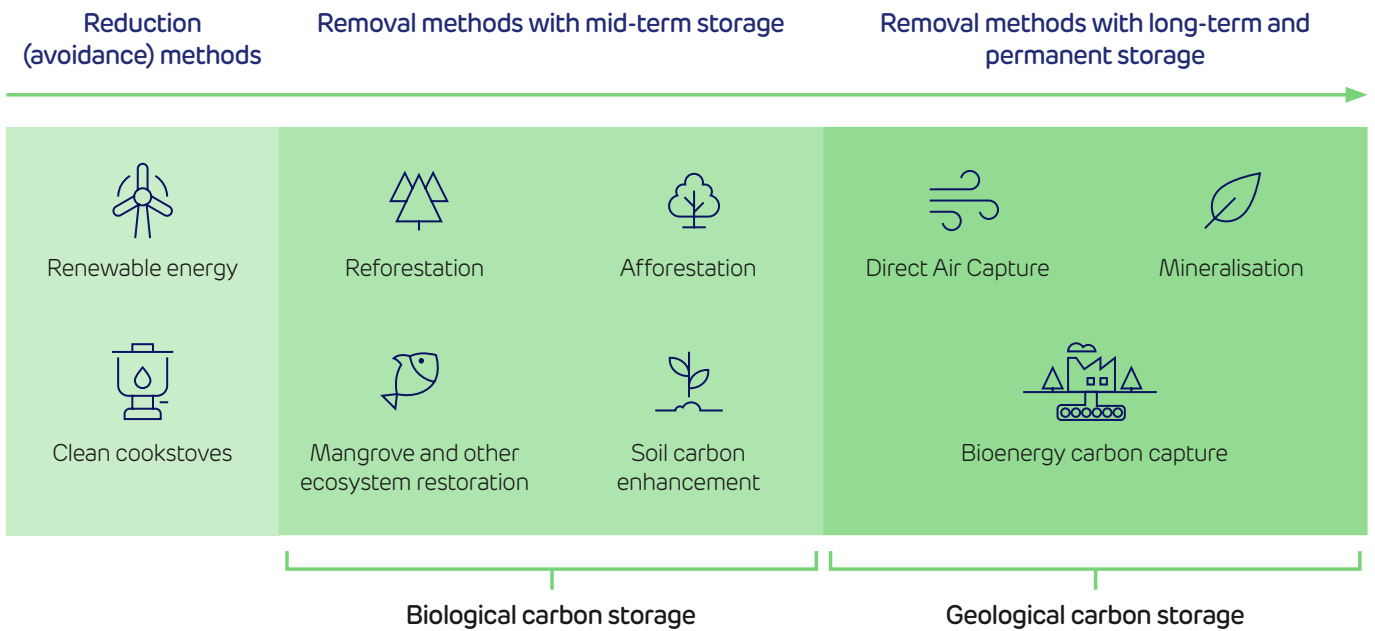 Reduction
(avoidance) methods
Removal methods with mid-term storage
Removal methods with long-term and
permanent storage
Renewable energy
Reforestation
Afforestation
Direct Air Capture
Mineralisation
Clean cookstoves
Mangrove and other
ecosystem restoration
Soil carbon
enhancement
Bioenergy carbon capture
Biological carbon storage
Geological carbon storage